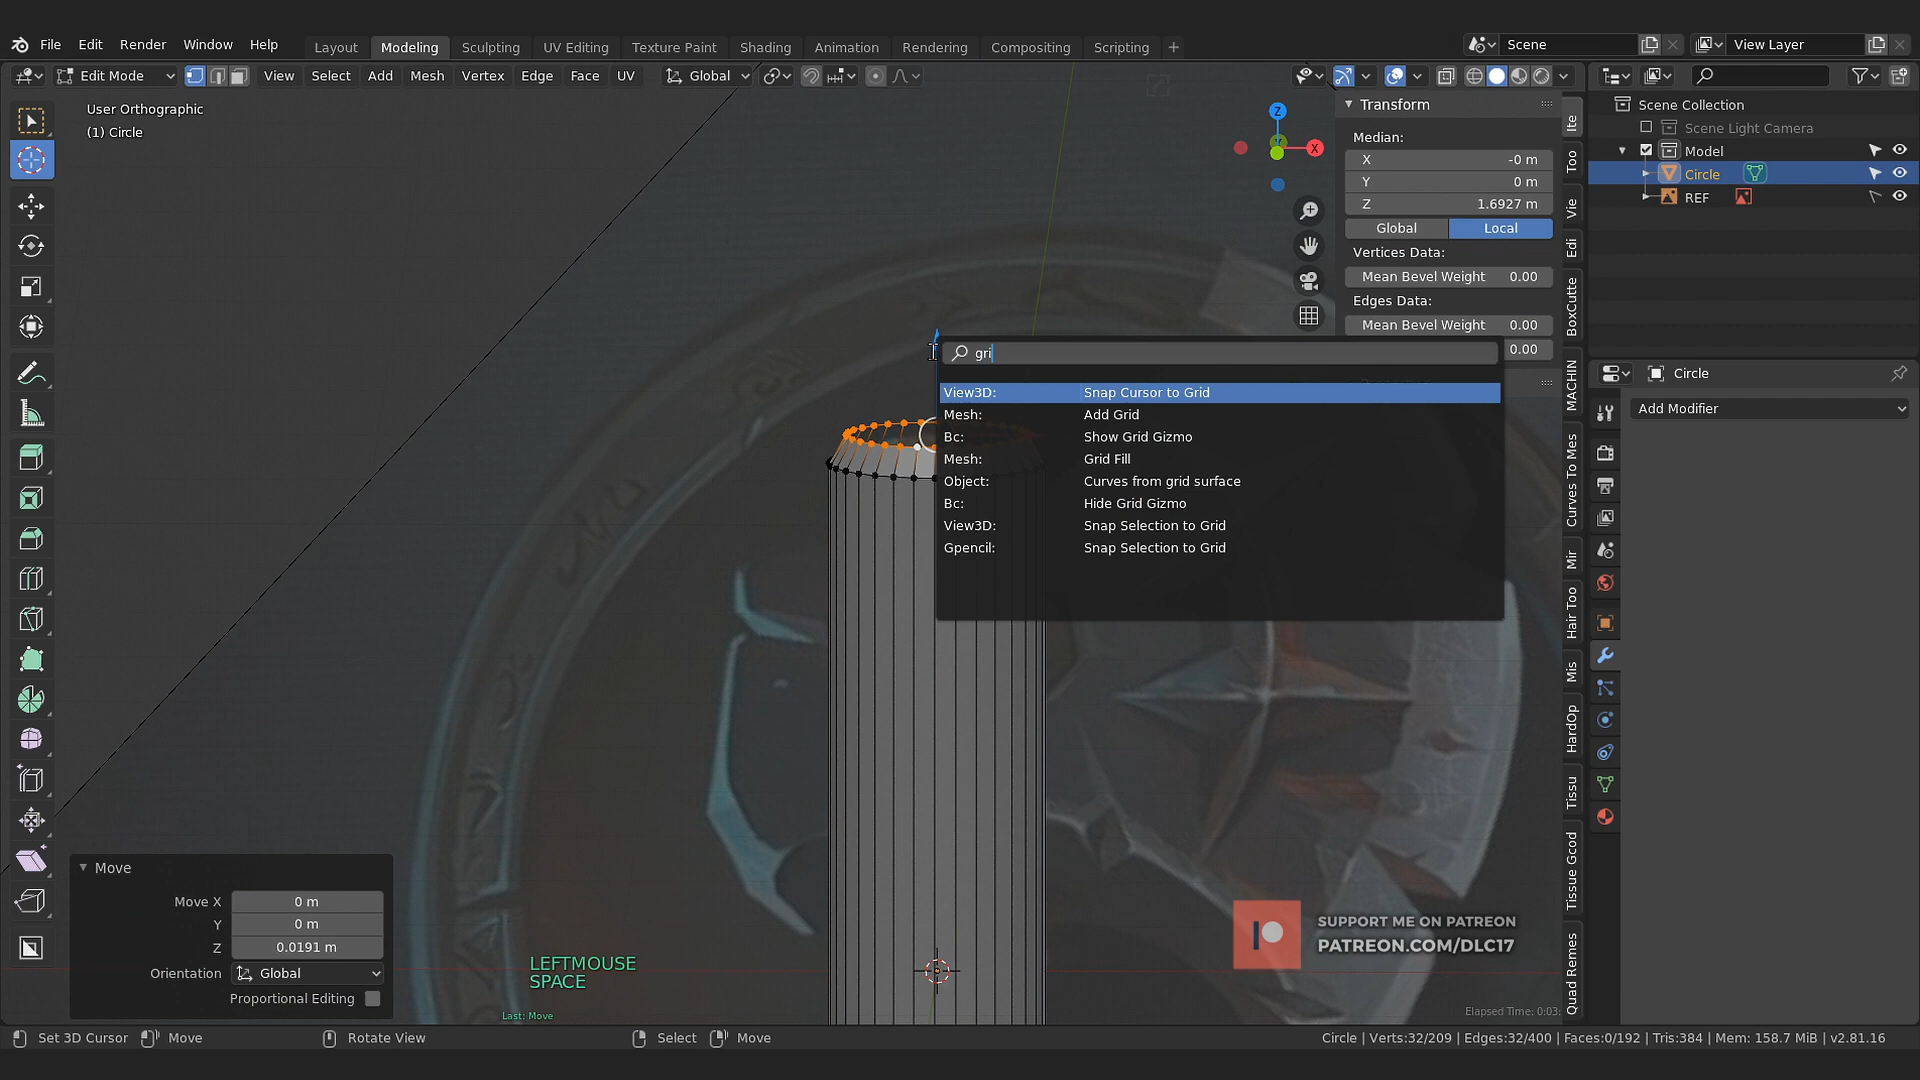 File Edit Render Window Help
Layout Modeling Sculpting UV Editing Texture Paint Shading Animation Rendering Compositing Scripting +
Scene
View Layer
Edit Mode View Select Add Mesh Vertex Edge Face UV Global
User Orthographic
(1) Circle
Z
X
Transform
Median:
X -0 m
Y 0 m
Z 1.6927 m
Global Local
Vertices Data:
Mean Bevel Weight 0.00
Edges Data:
Mean Bevel Weight 0.00
0.00
Ite
Too
Vie
Edi
BoxCutte
MACHIN
Curves To Mes
Mir
Hair Too
Mis
HardOp
Tissu
Tissue Gcod
Quad Remes
Scene Collection
Scene Light Camera
Model
Circle
REF
Circle
Add Modifier
gri
View3D: Snap Cursor to Grid
Mesh: Add Grid
Bc: Show Grid Gizmo
Mesh: Grid Fill
Object: Curves from grid surface
Bc: Hide Grid Gizmo
View3D: Snap Selection to Grid
Gpencil: Snap Selection to Grid
Move
Move X 0 m
Y 0 m
Z 0.0191 m
Orientation Global
Proportional Editing
LEFTMOUSE
SPACE
Last: Move
SUPPORT ME ON PATREON
PATREON.COM/DLC17
Elapsed Time: 0:03:
Set 3D Cursor Move Rotate View Select Move
Circle | Verts:32/209 | Edges:32/400 | Faces:0/192 | Tris:384 | Mem: 158.7 MiB | v2.81.16